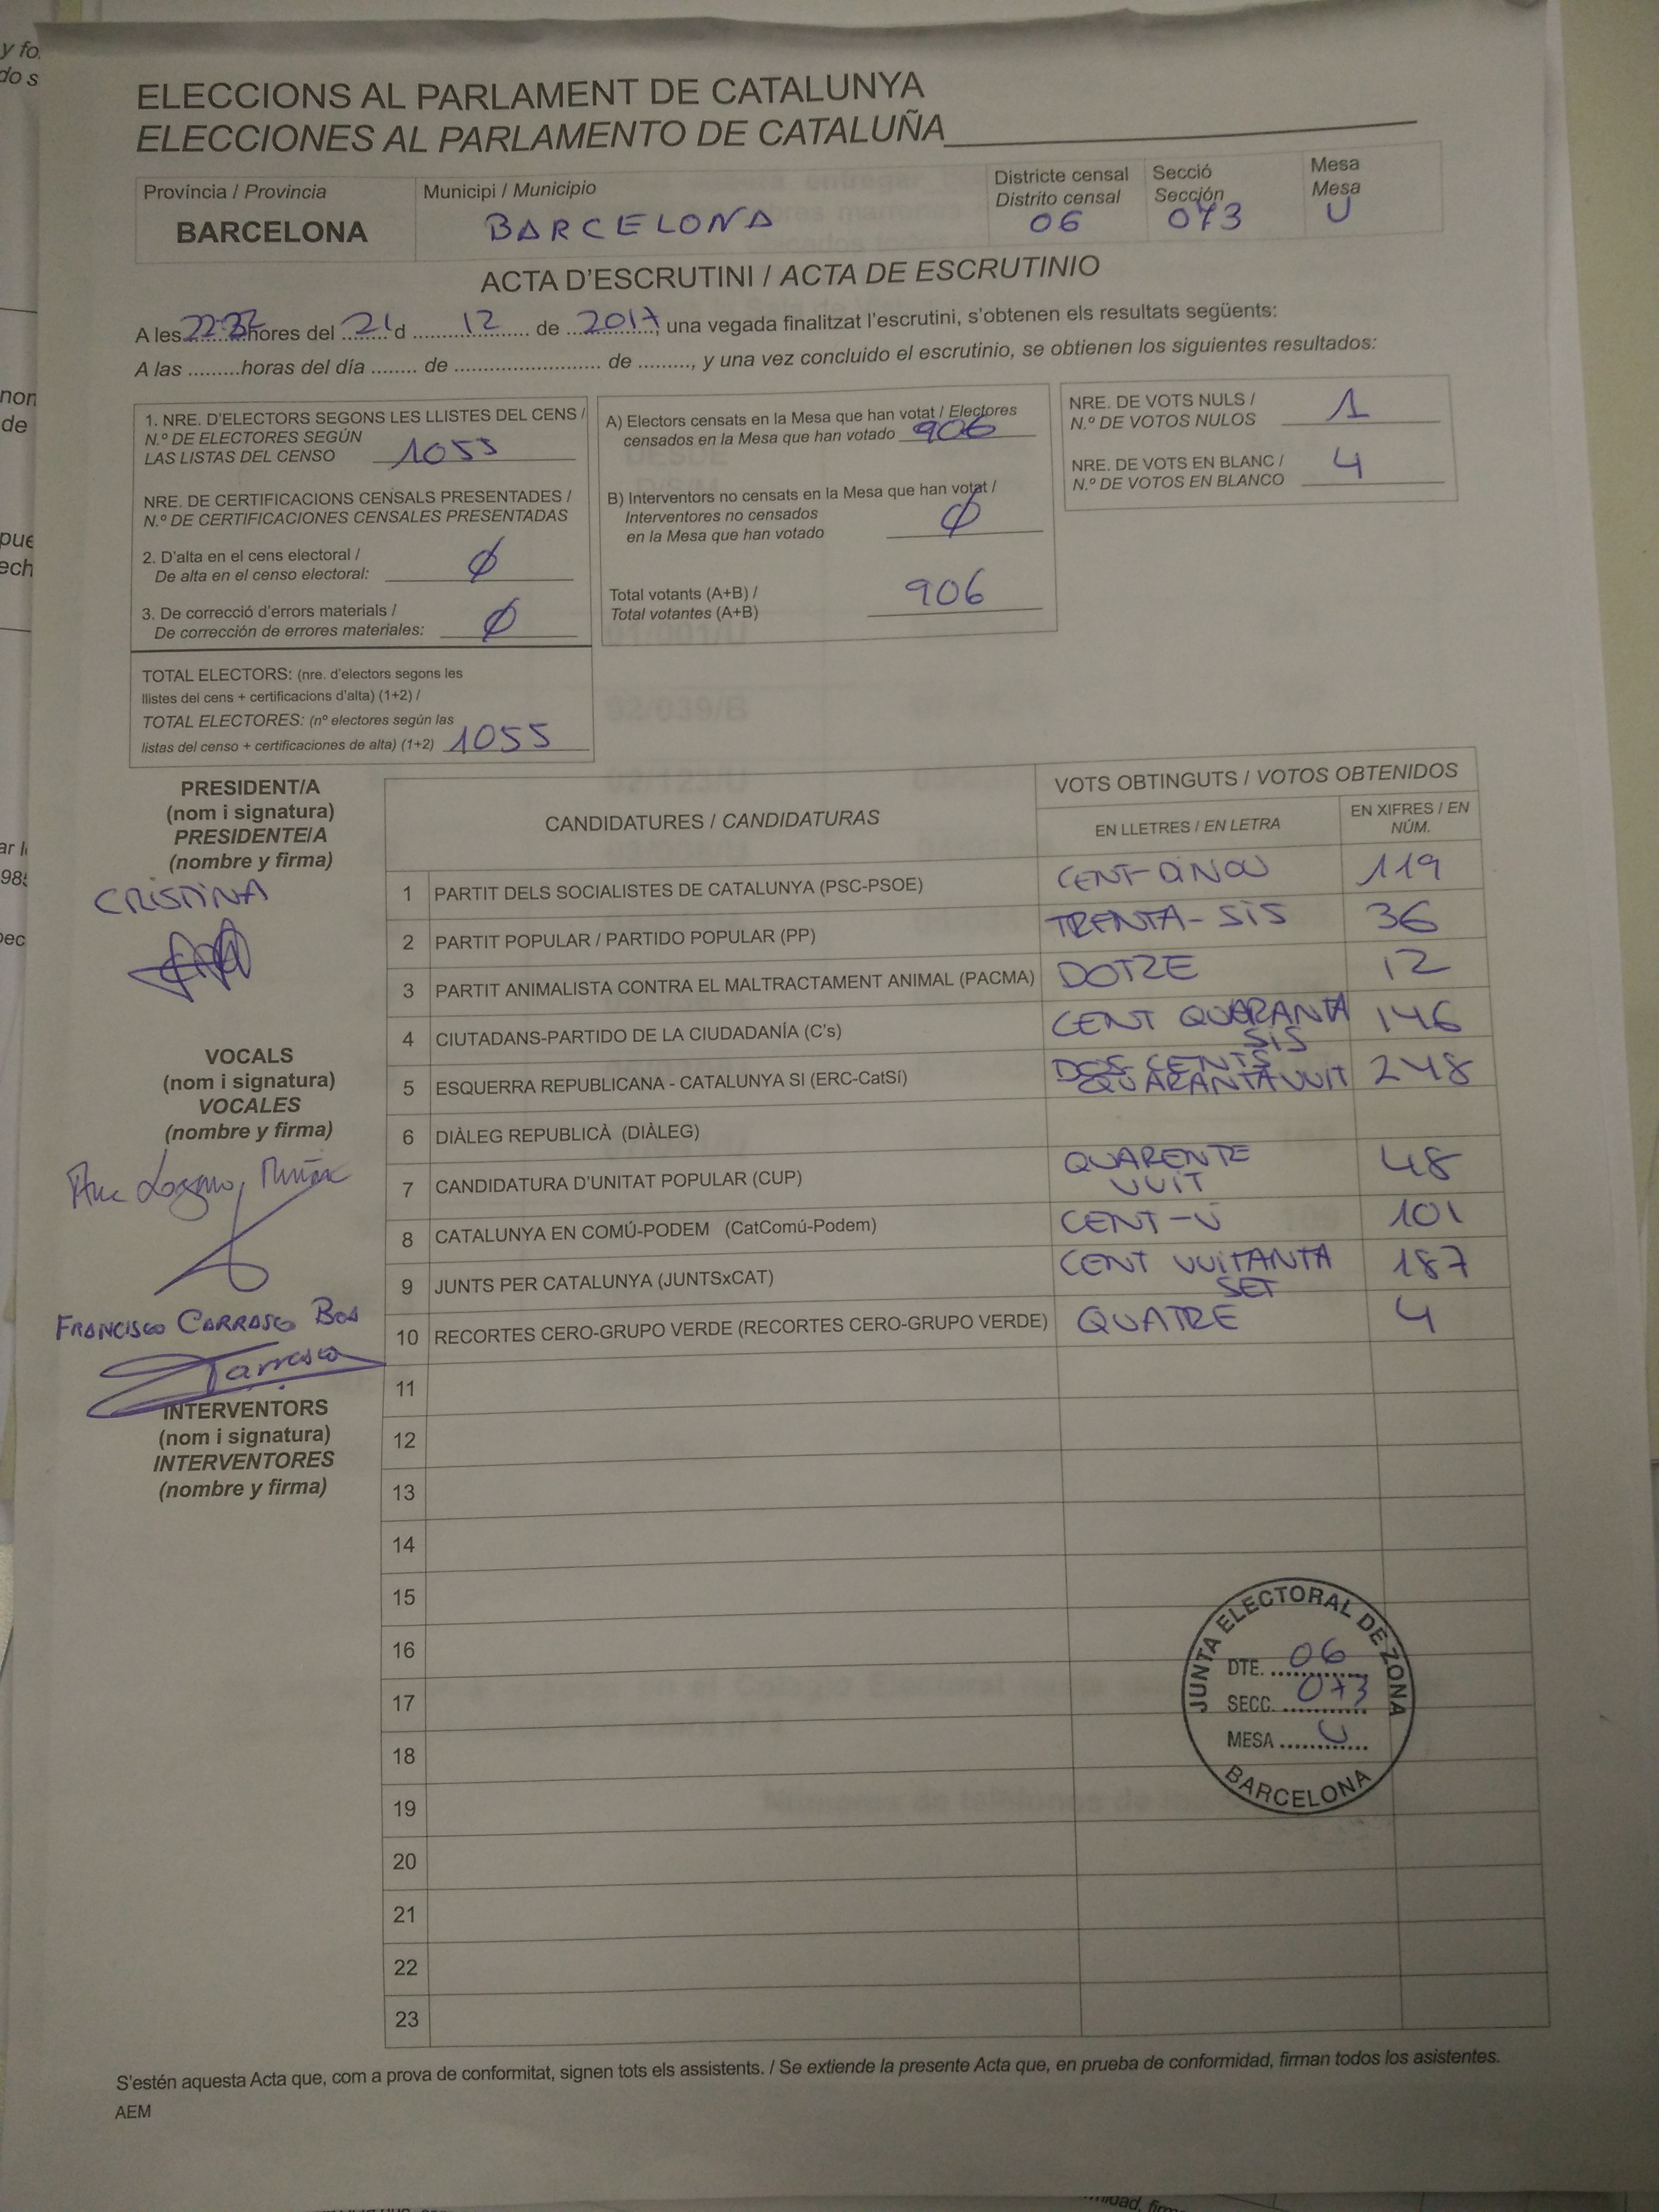 y fo
do s
ELECCIONS AL PARLAMENT DE CATALUNYA
ELECCIONES AL PARLAMENTO DE CATALUÑA
Província / Provincia
BARCELONA
Municipi / Municipio
BARCELONA
Districte censal
Distrito censal
06
Secció
Sección
073
Mesa
Mesa
U
ACTA D'ESCRUTINI / ACTA DE ESCRUTINIO
A les 22 hores del 21 d 12 de 2017, una vegada finalitzat l'escrutini, s'obtenen els resultats següents:
A las .........horas del día ........ de .......................... de ........., y una vez concluido el escrutinio, se obtienen los siguientes resultados:
1. NRE. D'ELECTORS SEGONS LES LLISTES DEL CENS /
N.º DE ELECTORES SEGÚN
LAS LISTAS DEL CENSO 1055
NRE. DE CERTIFICACIONS CENSALS PRESENTADES /
N.º DE CERTIFICACIONES CENSALES PRESENTADAS
2. D'alta en el cens electoral /
De alta en el censo electoral: Ø
3. De correcció d'errors materials /
De corrección de errores materiales: Ø
TOTAL ELECTORS: (nre. d'electors segons les
llistes del cens + certificacions d'alta) (1+2) /
TOTAL ELECTORES: (nº electores según las
listas del censo + certificaciones de alta) (1+2) 1055
A) Electors censats en la Mesa que han votat / Electores
censados en la Mesa que han votado 906
B) Interventors no censats en la Mesa que han votat /
Interventores no censados
en la Mesa que han votado Ø
Total votants (A+B) /
Total votantes (A+B) 906
NRE. DE VOTS NULS /
N.º DE VOTOS NULOS 1
NRE. DE VOTS EN BLANC /
N.º DE VOTOS EN BLANCO 4
PRESIDENT/A
(nom i signatura)
PRESIDENTE/A
(nombre y firma)
CRISTINA
VOCALS
(nom i signatura)
VOCALES
(nombre y firma)
FRANCISCO CARRASCO
Carrasco
INTERVENTORS
(nom i signatura)
INTERVENTORES
(nombre y firma)
CANDIDATURES / CANDIDATURAS
VOTS OBTINGUTS / VOTOS OBTENIDOS
EN LLETRES / EN LETRA
EN XIFRES / EN
NÚM.
1 PARTIT DELS SOCIALISTES DE CATALUNYA (PSC-PSOE) CENT-DINOU 119
2 PARTIT POPULAR / PARTIDO POPULAR (PP) TRENTA-SIS 36
3 PARTIT ANIMALISTA CONTRA EL MALTRACTAMENT ANIMAL (PACMA) DOTZE 12
4 CIUTADANS-PARTIDO DE LA CIUDADANÍA (C's) CENT QUARANTA SIS 146
5 ESQUERRA REPUBLICANA - CATALUNYA SI (ERC-CatSí) DOS CENTS QUARANTA VUIT 248
6 DIÀLEG REPUBLICÀ (DIÀLEG)
7 CANDIDATURA D'UNITAT POPULAR (CUP) QUARENTE VUIT 48
8 CATALUNYA EN COMÚ-PODEM (CatComú-Podem) CENT-U 101
9 JUNTS PER CATALUNYA (JUNTSxCAT) CENT VUITANTA SET 187
10 RECORTES CERO-GRUPO VERDE (RECORTES CERO-GRUPO VERDE) QUATRE 4
11
12
13
14
15
16
17
18
19
20
21
22
23
JUNTA ELECTORAL DE ZONA
DTE. 06
SECC. 073
MESA U
BARCELONA
S'estén aquesta Acta que, com a prova de conformitat, signen tots els assistents. / Se extiende la presente Acta que, en prueba de conformidad, firman todos los asistentes.
AEM